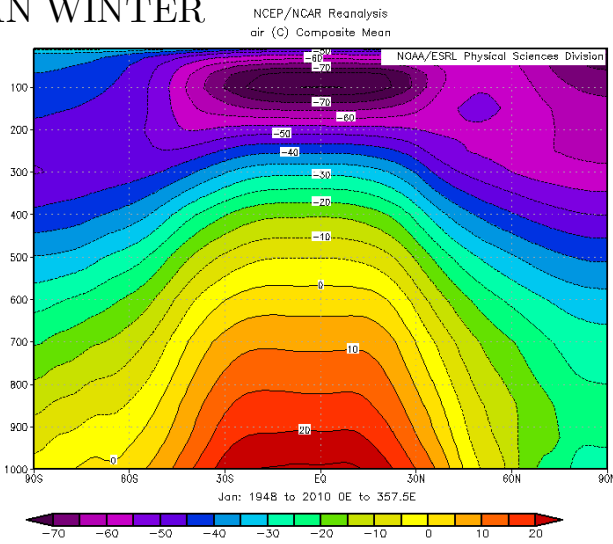 N WINTER
NCEP/NCAR Reanalysis
air (C) Composite Mean
NOAA/ESRL Physical Sciences Division
-60
-70
100
-70
-60
200
-50
-40
300
-30
-20
400
-10
500
0
600
700
10
800
900
20
0
1000
90S
60S
30S
EQ
30N
60N
90N
Jan: 1948 to 2010 0E to 357.5E
-70 -60 -50 -40 -30 -20 -10 0 10 20